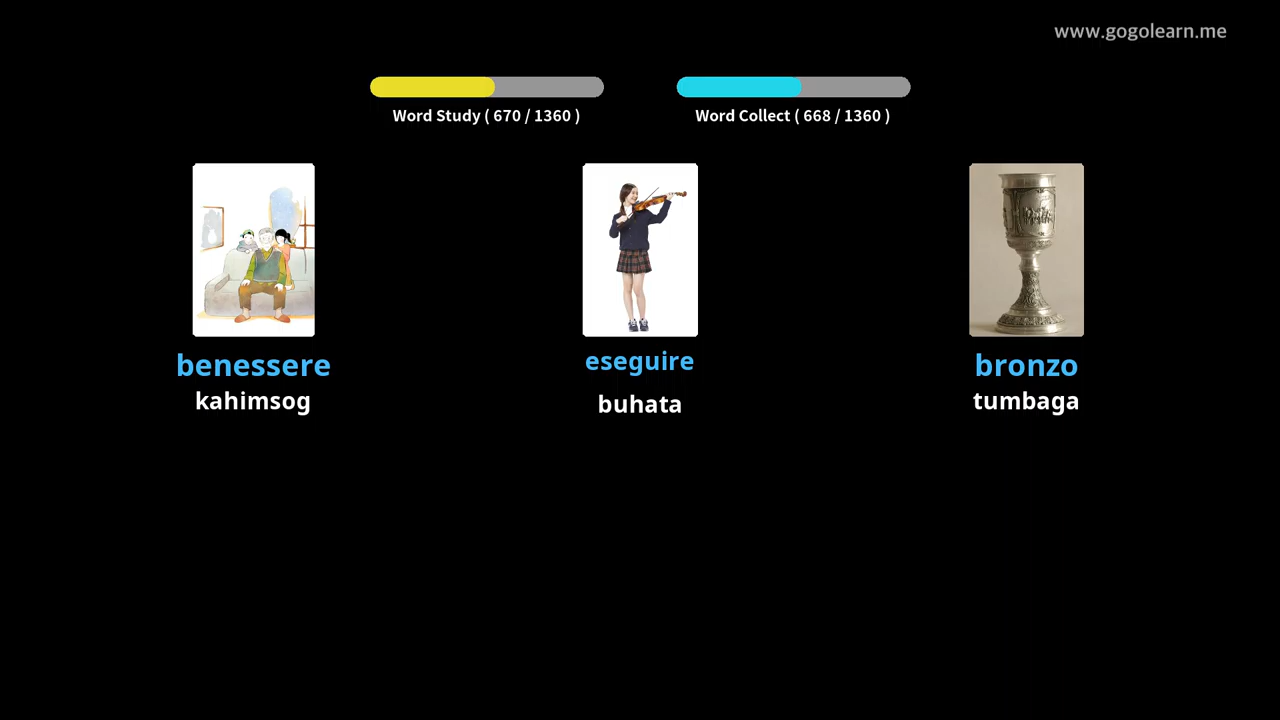 www.gogolearn.me
Word Study ( 670 / 1360 )
Word Collect ( 668 / 1360 )
benessere
kahimsog
eseguire
buhata
bronzo
tumbaga